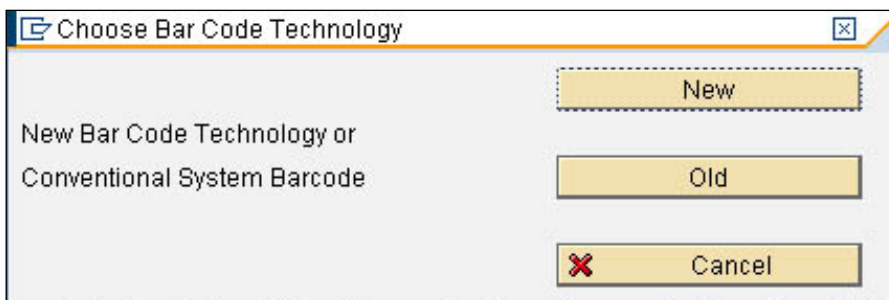 Choose Bar Code Technology
New
New Bar Code Technology or
Conventional System Barcode
Old
Cancel